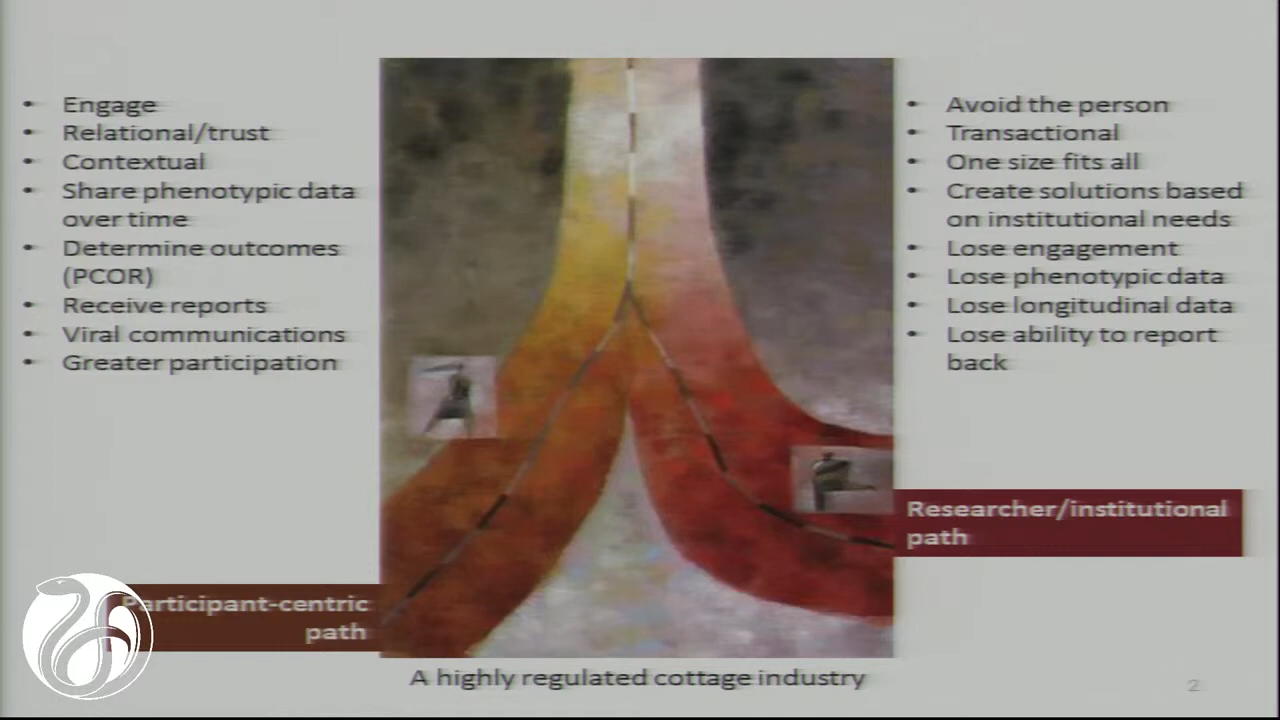 • Engage
• Relational/trust
• Contextual
• Share phenotypic data
over time
• Determine outcomes
(PCOR)
• Receive reports
• Viral communications
• Greater participation
• Avoid the person
• Transactional
• One size fits all
• Create solutions based
on institutional needs
• Lose engagement
• Lose phenotypic data
• Lose longitudinal data
• Lose ability to report
back
Researcher/institutional
path
Participant-centric
path
A highly regulated cottage industry
2